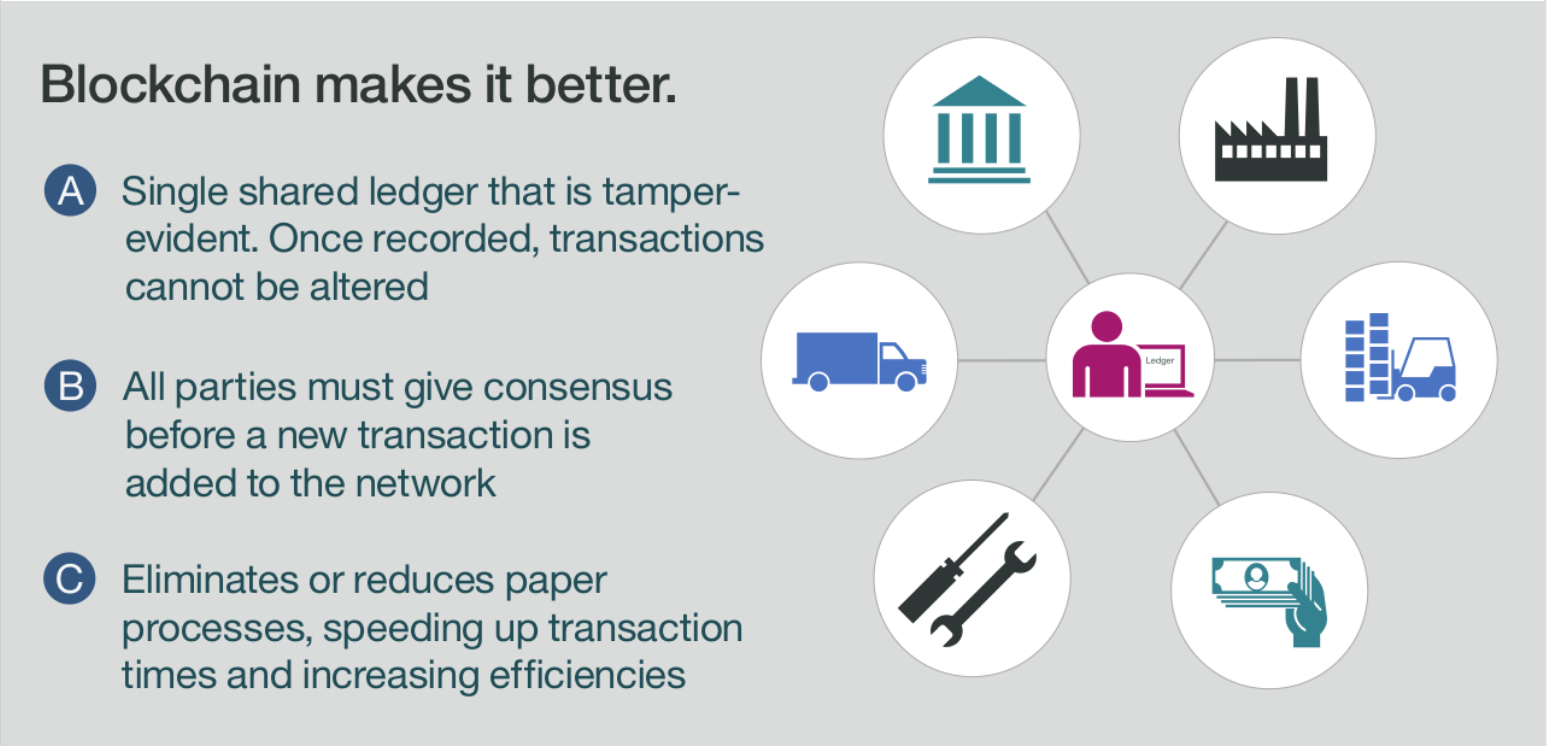 Blockchain makes it better.
A Single shared ledger that is tamper-
evident. Once recorded, transactions
cannot be altered
B All parties must give consensus
before a new transaction is
added to the network
C Eliminates or reduces paper
processes, speeding up transaction
times and increasing efficiencies
Ledger